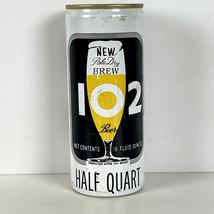 NEW
Pale Dry
BREW
102
Beer
NET CONTENTS 16 FLUID OUNCES
HALF QUART